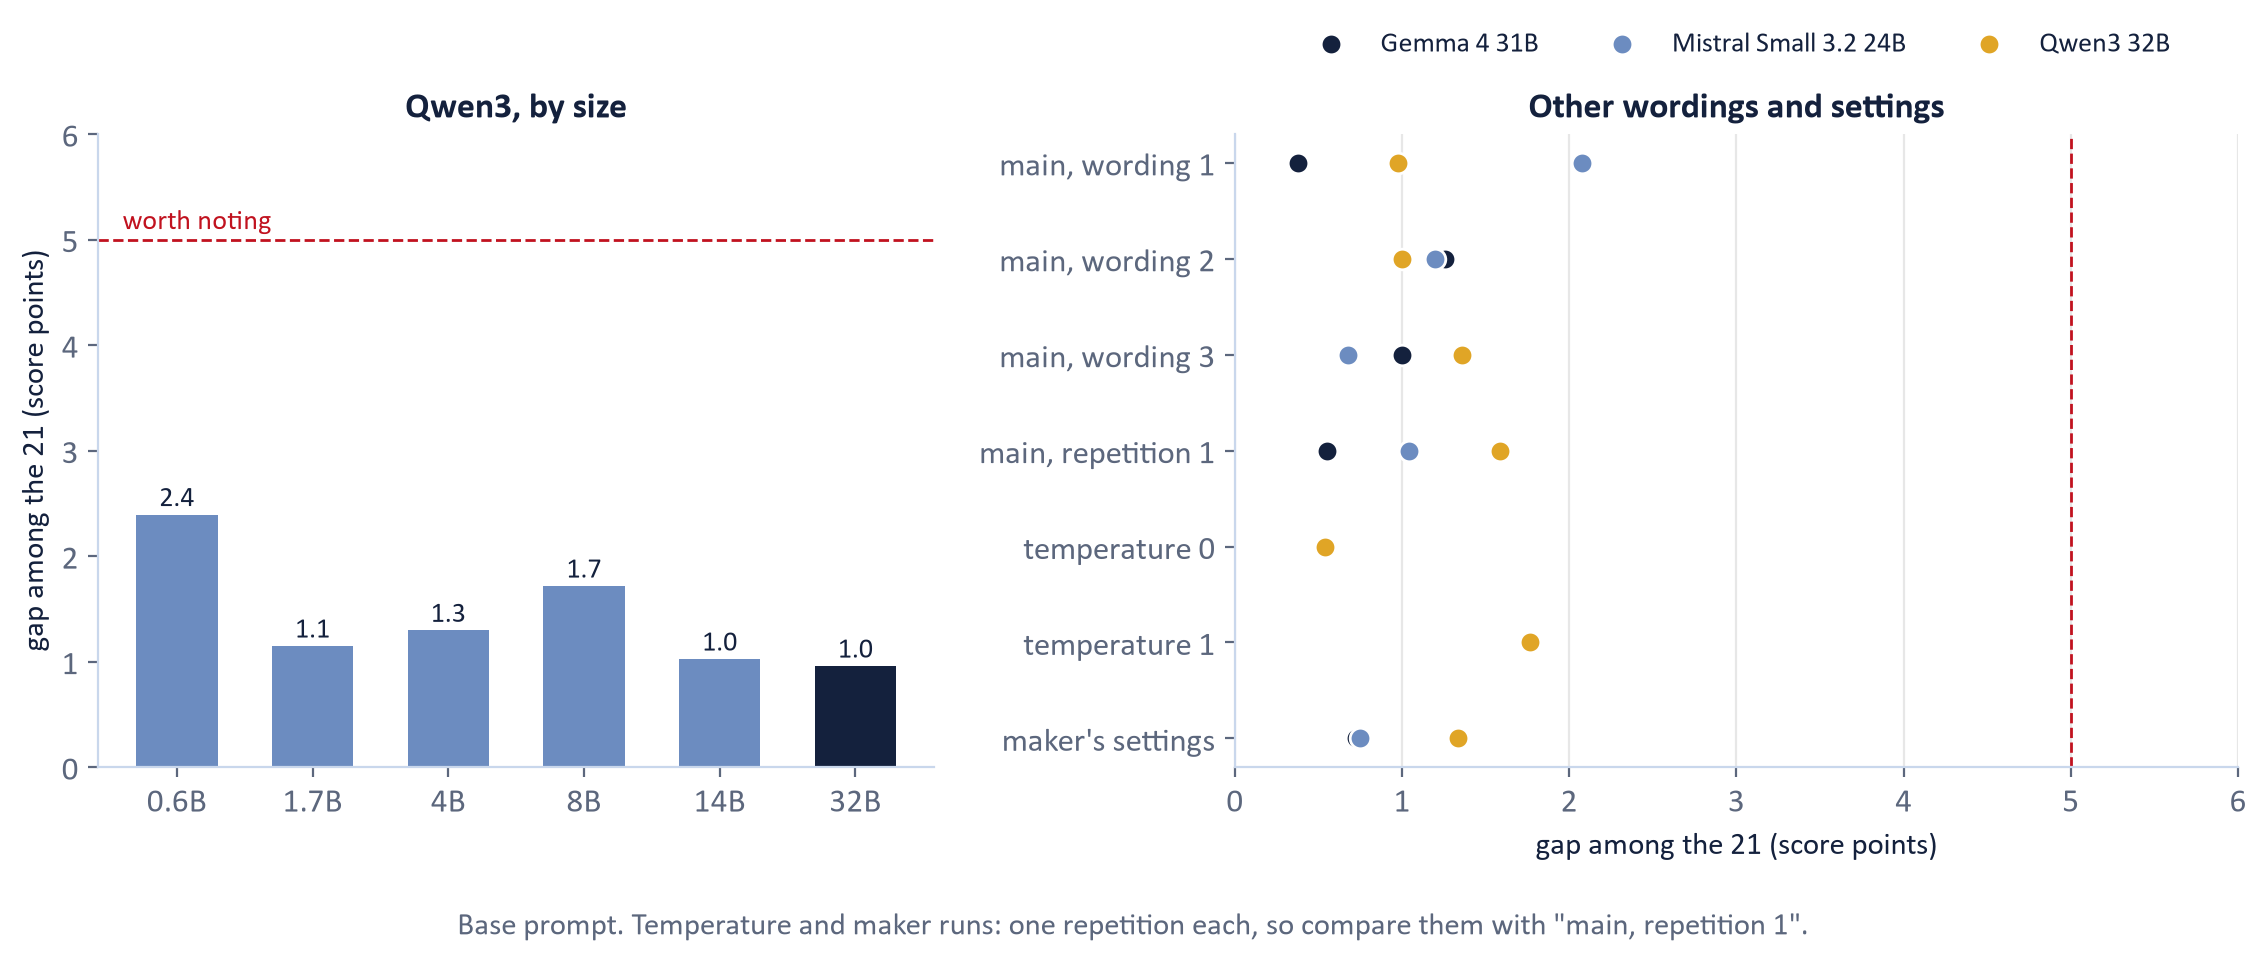 Gemma 4 31B
Mistral Small 3.2 24B
Qwen3 32B
Qwen3, by size
gap among the 21 (score points)
6
5
4
3
2
1
0
worth noting
2.4
1.1
1.3
1.7
1.0
1.0
0.6B
1.7B
4B
8B
14B
32B
Other wordings and settings
main, wording 1
main, wording 2
main, wording 3
main, repetition 1
temperature 0
temperature 1
maker's settings
0
1
2
3
4
5
6
gap among the 21 (score points)
Base prompt. Temperature and maker runs: one repetition each, so compare them with "main, repetition 1".